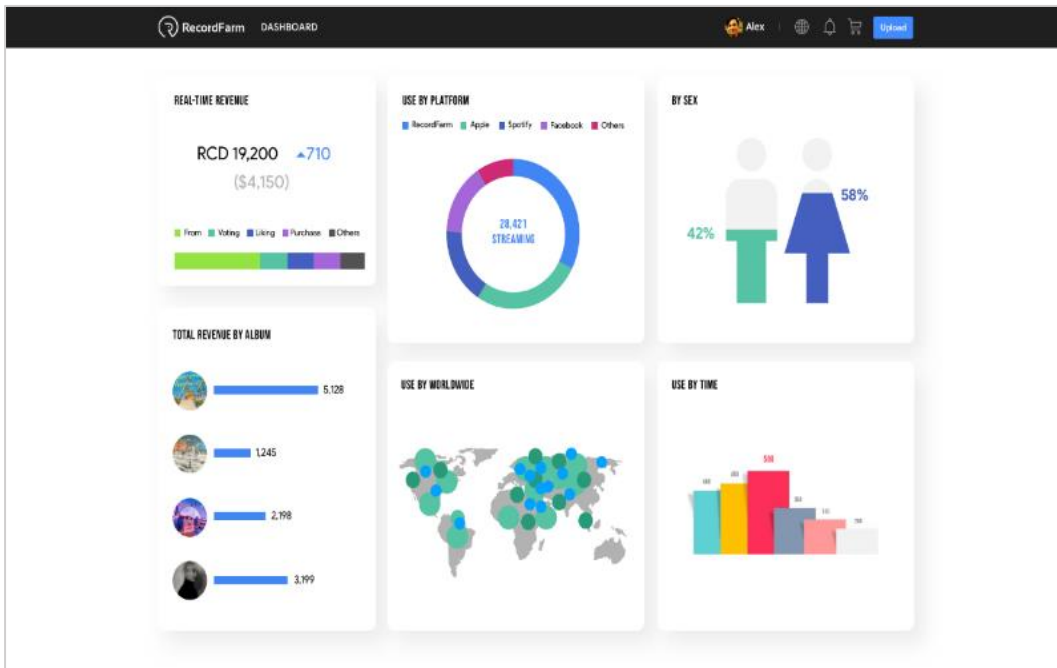 RecordFarm DASHBOARD Alex Upload
REAL-TIME REVENUE
RCD 19,200 ▲710
($4,150)
From Voting Liking Purchase Others
TOTAL REVENUE BY ALBUM
5,128
1,245
2,198
3,199
USE BY PLATFORM
RecordFarm Apple Spotify Facebook Others
28,421
STREAMING
USE BY WORLDWIDE
BY SEX
58%
42%
USE BY TIME